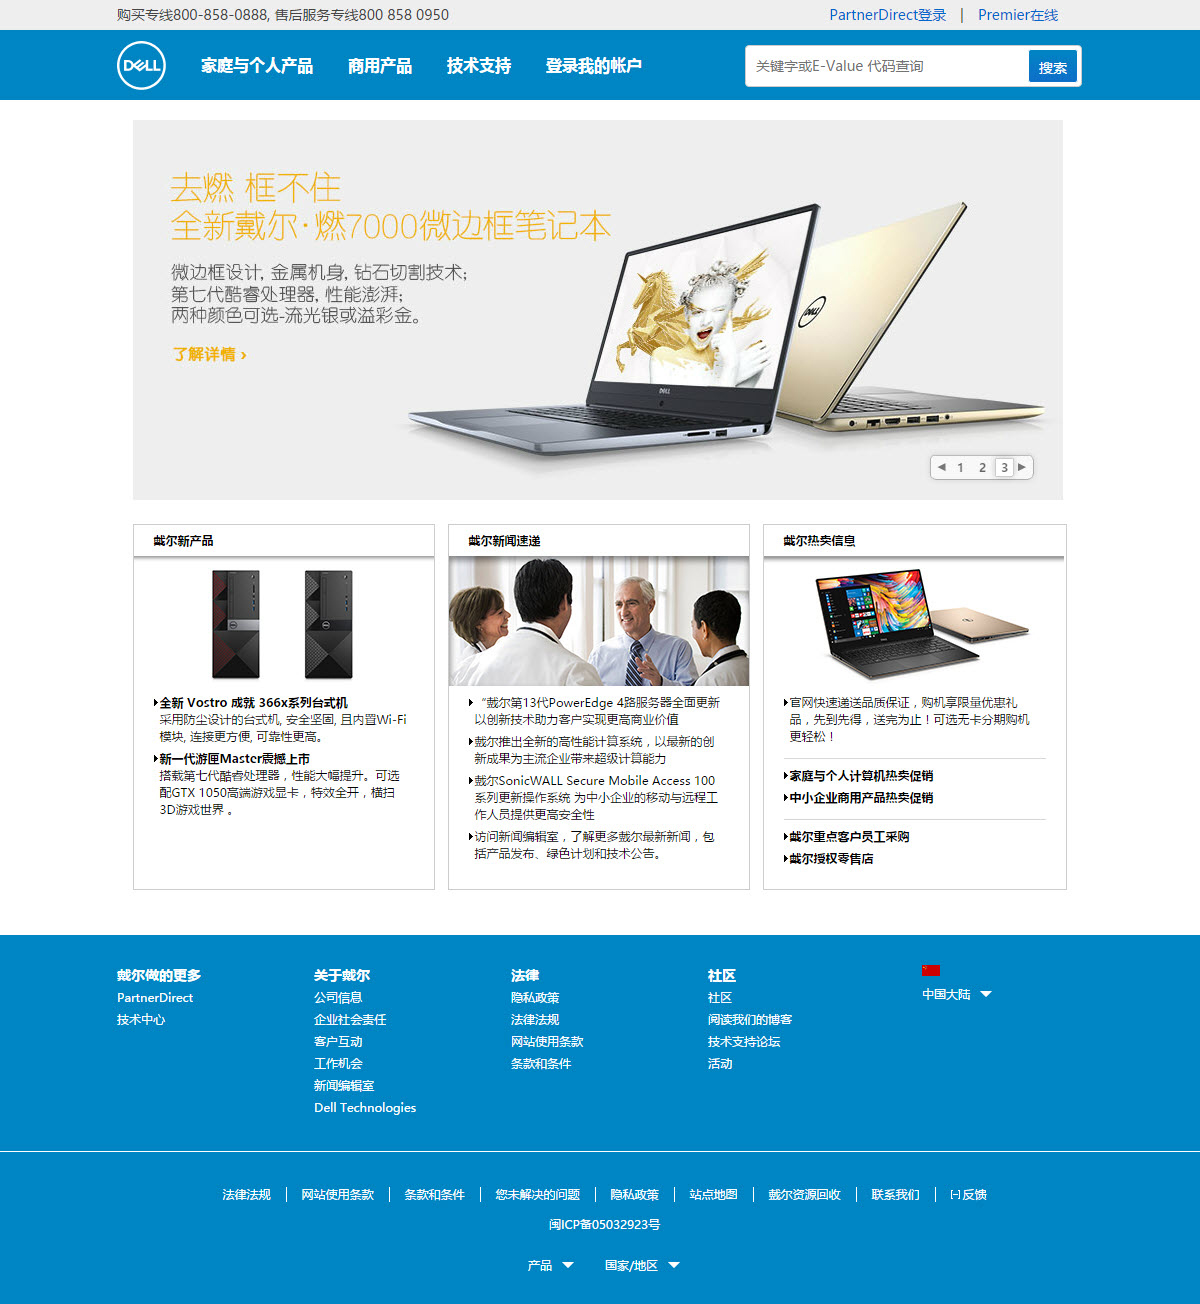 购买专线800-858-0888, 售后服务专线800 858 0950
PartnerDirect登录 | Premier在线
DELL
家庭与个人产品 商用产品 技术支持 登录我的帐户
关键字或E-Value 代码查询
搜索
去燃 框不住
全新戴尔·燃7000微边框笔记本
微边框设计, 金属机身, 钻石切割技术;
第七代酷睿处理器, 性能澎湃;
两种颜色可选-流光银或溢彩金。
了解详情 ›
DELL
DELL
1 2 3
戴尔新产品
全新 Vostro 成就 366x系列台式机
采用防尘设计的台式机, 安全坚固, 且内置Wi-Fi
模块, 连接更方便, 可靠性更高。
新一代游匣Master震撼上市
搭载第七代酷睿处理器，性能大幅提升。可选
配GTX 1050高端游戏显卡，特效全开，横扫
3D游戏世界 。
戴尔新闻速递
“戴尔第13代PowerEdge 4路服务器全面更新
以创新技术助力客户实现更高商业价值
戴尔推出全新的高性能计算系统，以最新的创
新成果为主流企业带来超级计算能力
戴尔SonicWALL Secure Mobile Access 100
系列更新操作系统 为中小企业的移动与远程工
作人员提供更高安全性
访问新闻编辑室，了解更多戴尔最新新闻，包
括产品发布、绿色计划和技术公告。
戴尔热卖信息
官网快速递送品质保证，购机享限量优惠礼
品，先到先得，送完为止！可选无卡分期购机
更轻松！
家庭与个人计算机热卖促销
中小企业商用产品热卖促销
戴尔重点客户员工采购
戴尔授权零售店
戴尔做的更多
PartnerDirect
技术中心
关于戴尔
公司信息
企业社会责任
客户互动
工作机会
新闻编辑室
Dell Technologies
法律
隐私政策
法律法规
网站使用条款
条款和条件
社区
社区
阅读我们的博客
技术支持论坛
活动
中国大陆
法律法规 | 网站使用条款 | 条款和条件 | 您未解决的问题 | 隐私政策 | 站点地图 | 戴尔资源回收 | 联系我们 | [-] 反馈
闽ICP备05032923号
产品 国家/地区